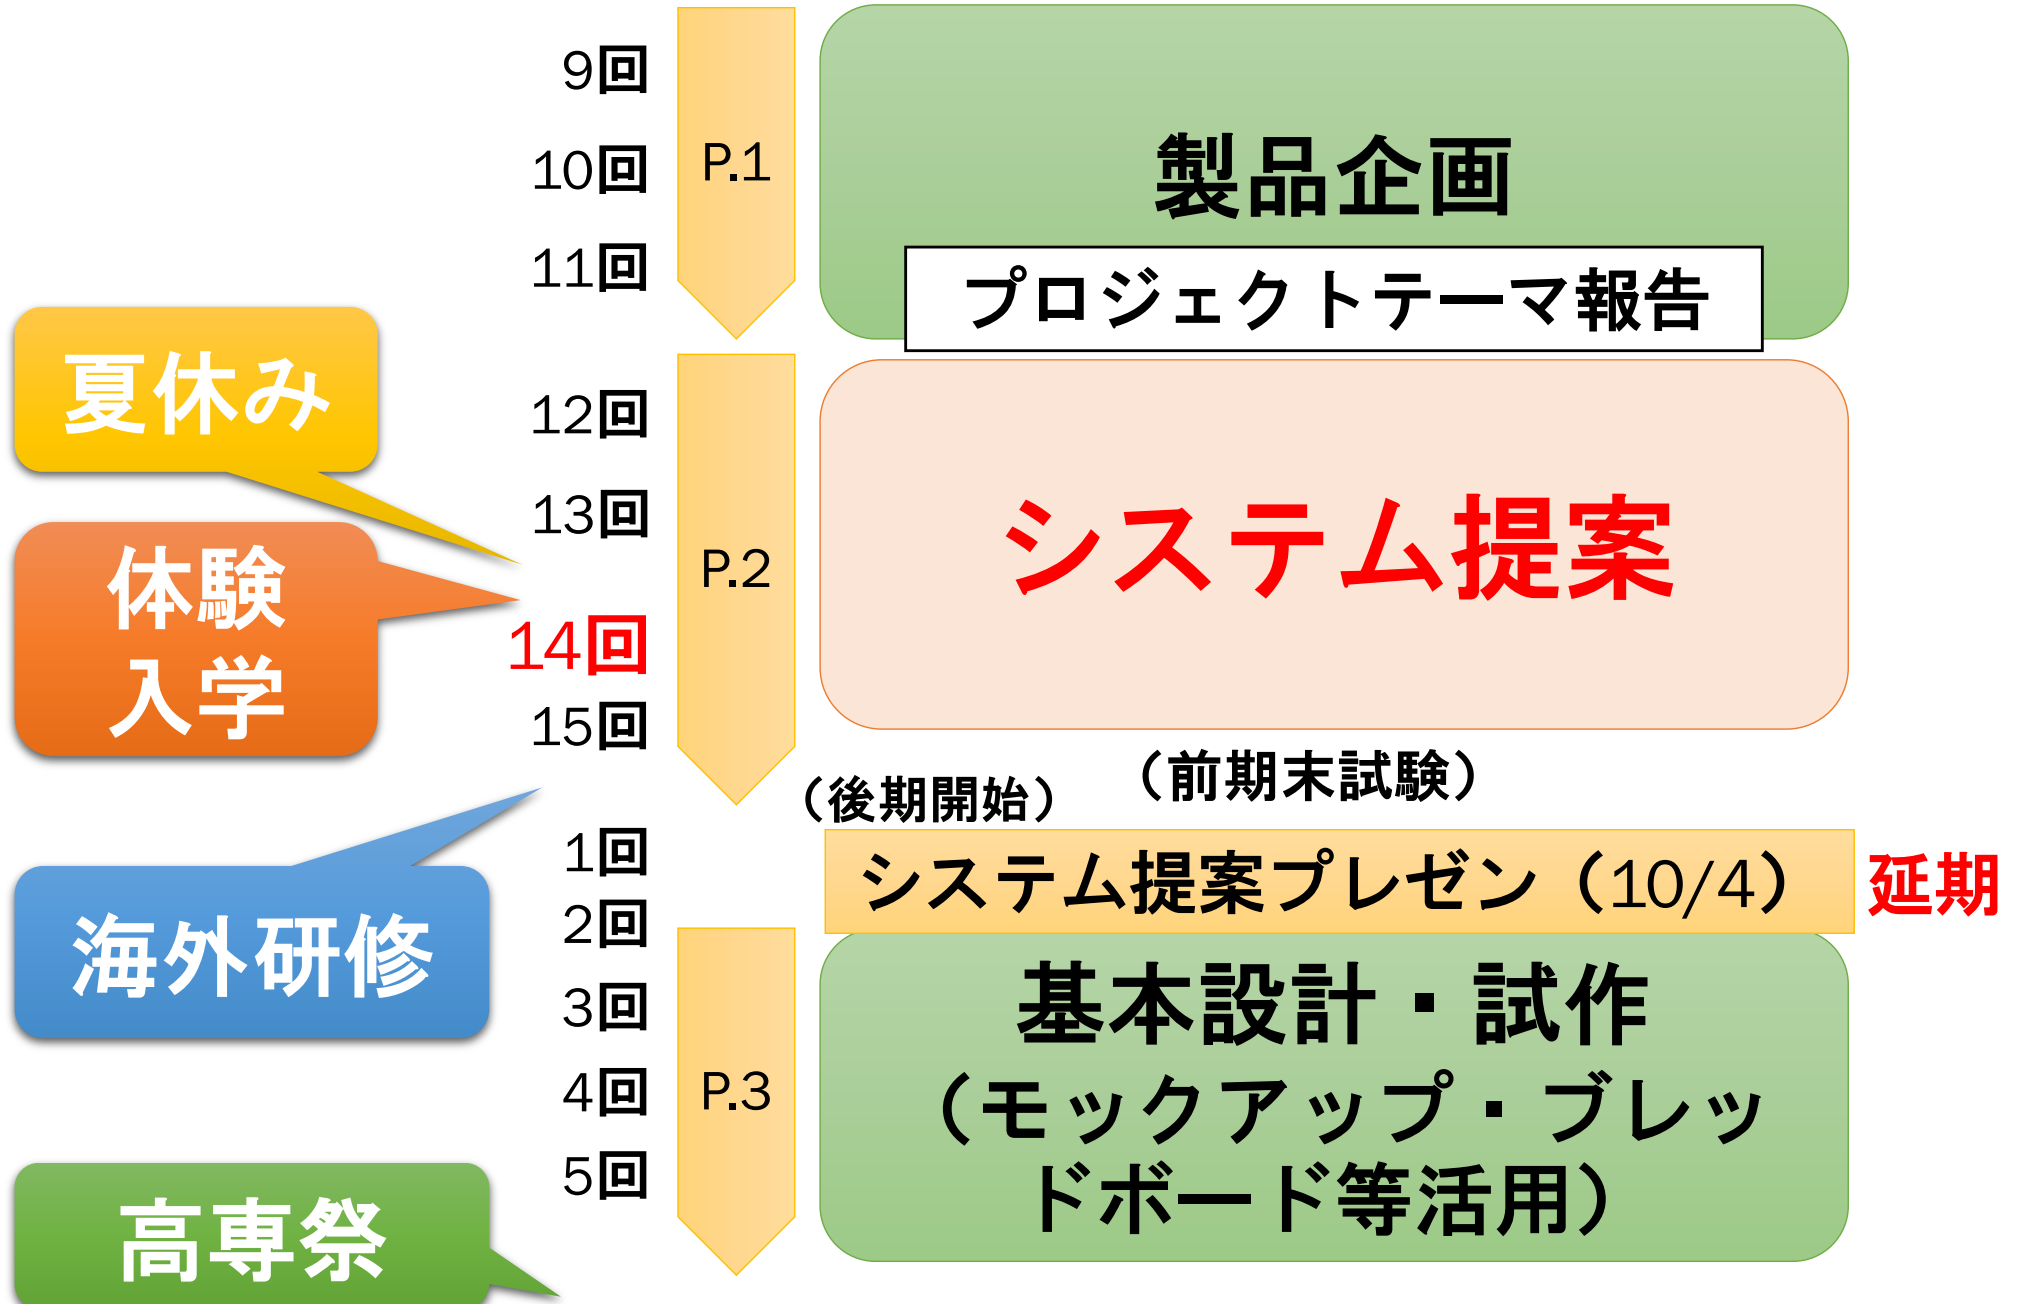 9回
10回
P.1
製品企画
11回
プロジェクトテーマ報告
夏休み
12回
13回
P.2
システム提案
体験
入学
14回
15回
（前期末試験）
（後期開始）
1回
システム提案プレゼン（10/4）
延期
2回
海外研修
3回
基本設計・試作
4回
P.3
（モックアップ・ブレッ
ドボード等活用）
5回
高専祭